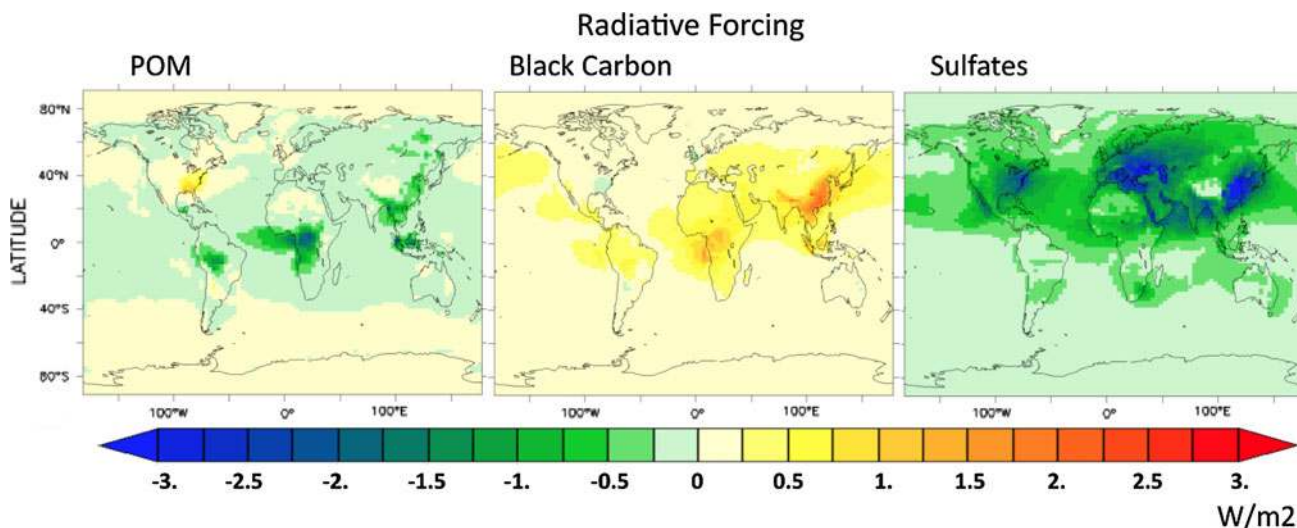 Radiative Forcing
POM Black Carbon Sulfates
80°N
40°N
0°
40°S
80°S
LATITUDE
100°W 0° 100°E 100°W 0° 100°E 100°W 0° 100°E
-3. -2.5 -2. -1.5 -1. -0.5 0 0.5 1. 1.5 2. 2.5 3.
W/m2